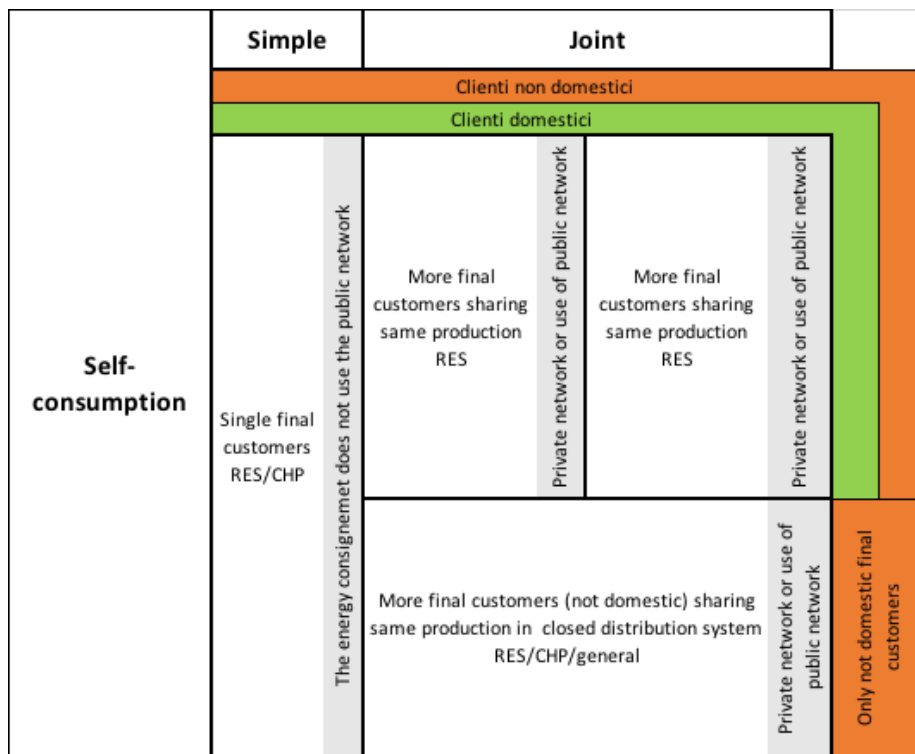 Simple
Joint
Clienti non domestici
Clienti domestici
Self-
consumption
Single final
customers
RES/CHP
The energy consignemet does not use the public network
More final
customers sharing
same production
RES
Private network or use of public network
More final
customers sharing
same production
RES
Private network or use of public network
More final customers (not domestic) sharing
same production in closed distribution system
RES/CHP/general
Private network or use of
public network
Only not domestic final
customers